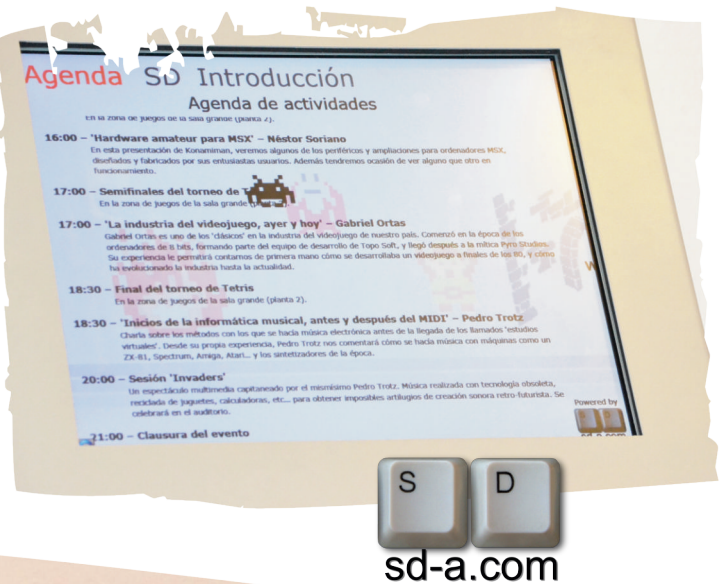 Agenda SD Introducción
Agenda de actividades
En la zona de juegos de la sala grande (planta 2).
16:00 – 'Hardware amateur para MSX' – Néstor Soriano
En esta presentación de Konamiman, veremos algunos de los periféricos y ampliaciones para ordenadores MSX,
diseñados y fabricados por sus entusiastas usuarios. Además tendremos ocasión de ver alguno que otro en
funcionamiento.
17:00 – Semifinales del torneo de T
En la zona de juegos de la sala grande
17:00 – 'La industria del videojuego, ayer y hoy' – Gabriel Ortas
Gabriel Ortas es uno de los 'clásicos' en la industria del videojuego de nuestro país. Comenzó en la época de los
ordenadores de 8 bits, formando parte del equipo de desarrollo de Topo Soft, y llegó después a la mítica Pyro Studios.
Su experiencia le permitirá contarnos de primera mano cómo se desarrollaba un videojuego a finales de los 80, y cómo
ha evolucionado la industria hasta la actualidad.
W
18:30 – Final del torneo de Tetris
En la zona de juegos de la sala grande (planta 2).
18:30 – 'Inicios de la informática musical, antes y después del MIDI' – Pedro Trotz
Charla sobre los métodos con los que se hacía música electrónica antes de la llegada de los llamados 'estudios
virtuales'. Desde su propia experiencia, Pedro Trotz nos comentará cómo se hacía música con máquinas como un
ZX-81, Spectrum, Amiga, Atari... y los sintetizadores de la época.
20:00 – Sesión 'Invaders'
Un espectáculo multimedia capitaneado por el mismísimo Pedro Trotz. Música realizada con tecnología obsoleta,
reciclada de juguetes, calculadoras, etc... para obtener imposibles artilugios de creación sonora retro-futurista. Se
celebrará en el auditorio.
Powered by
S D
sd-a.com
21:00 – Clausura del evento
S D
sd-a.com